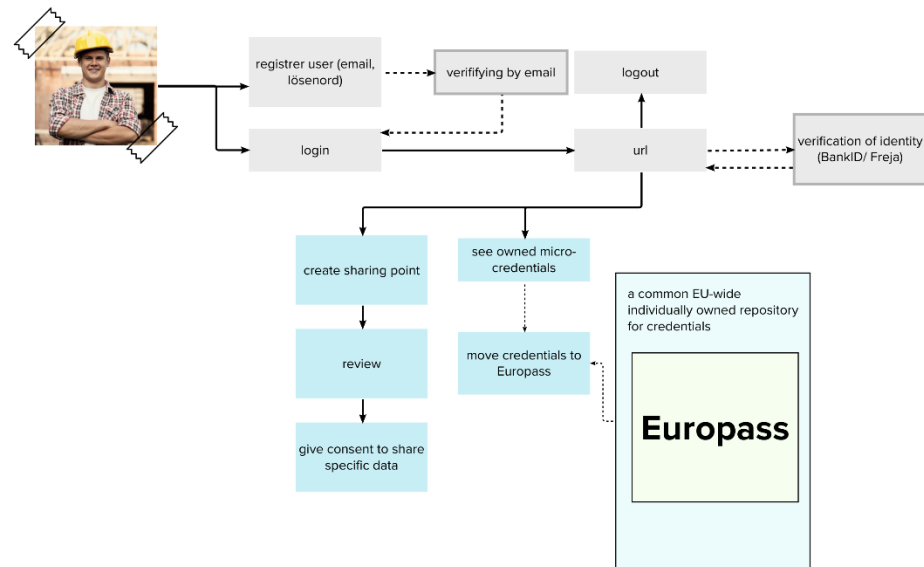 registrer user (email,
lösenord)
verififying by email
logout
login
url
verification of identity
(BankID/ Freja)
create sharing point
see owned micro-
credentials
a common EU-wide
individually owned repository
for credentials
review
move credentials to
Europass
Europass
give consent to share
specific data